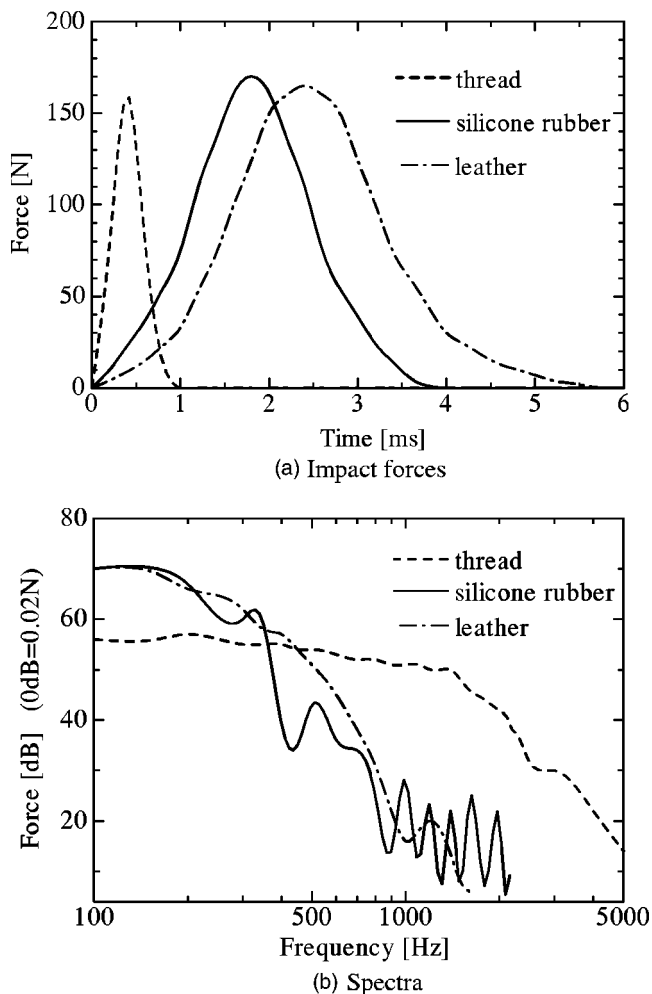 200
150
100
50
0
Force [N]
thread
silicone rubber
leather
0 1 2 3 4 5 6
Time [ms]
(a) Impact forces
80
60
40
20
Force [dB] (0dB=0.02N)
thread
silicone rubber
leather
100 500 1000 5000
Frequency [Hz]
(b) Spectra